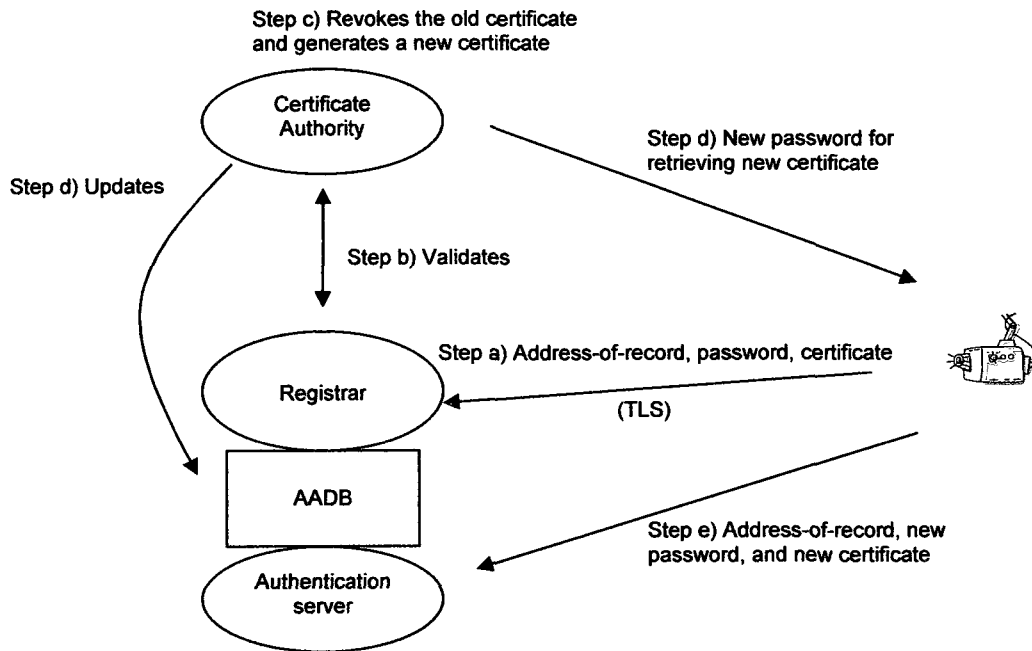 Step c) Revokes the old certificate
and generates a new certificate
Certificate
Authority
Step d) New password for
retrieving new certificate
Step d) Updates
Step b) Validates
Step a) Address-of-record, password, certificate
Registrar
(TLS)
AADB
Step e) Address-of-record, new
password, and new certificate
Authentication
server